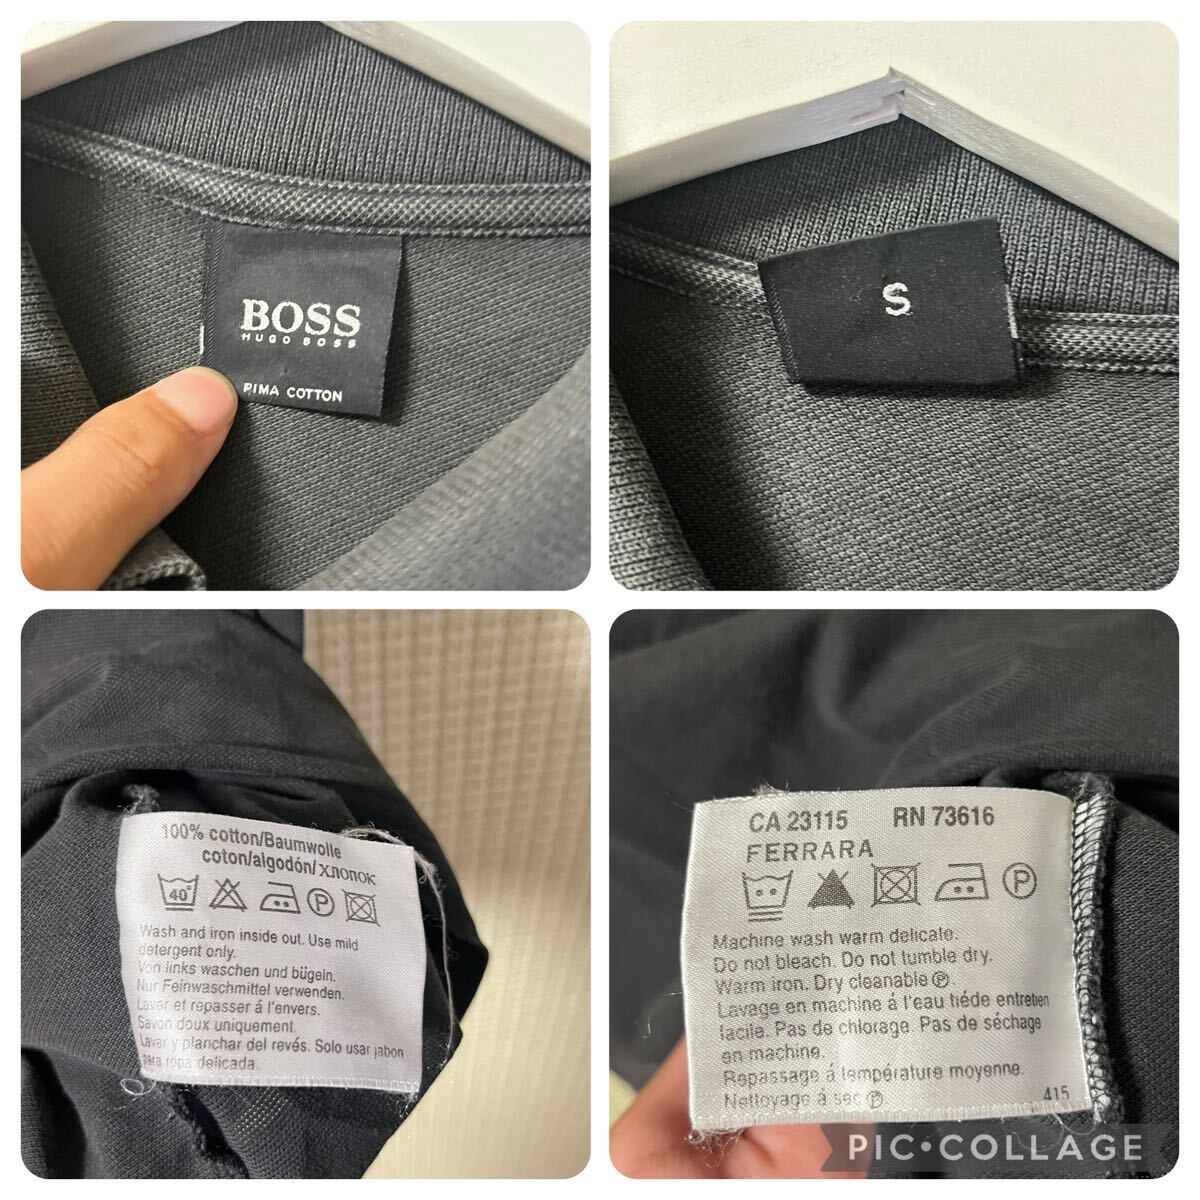 BOSS
HUGO BOSS
PIMA COTTON
S
100% cotton/Baumwolle
coton/algodón/хлопок
40°
P
Wash and iron inside out. Use mild
detergent only.
Von links waschen und bügeln.
Nur Feinwaschmittel verwenden.
Laver et repasser á l'envers.
Savon doux uniquement.
Lavar y planchar del revés. Solo usar jabon
para ropa delicada.
CA 23115 RN 73616
FERRARA
P
Machine wash warm delicate.
Do not bleach. Do not tumble dry.
Warm iron. Dry cleanable Ⓟ.
Lavage en machine á l'eau tiéde entretien
facile. Pas de chlorage. Pas de séchage
en machine.
Repassage á température moyenne.
Nettoyage á sec Ⓟ
415
PIC•COLLAGE